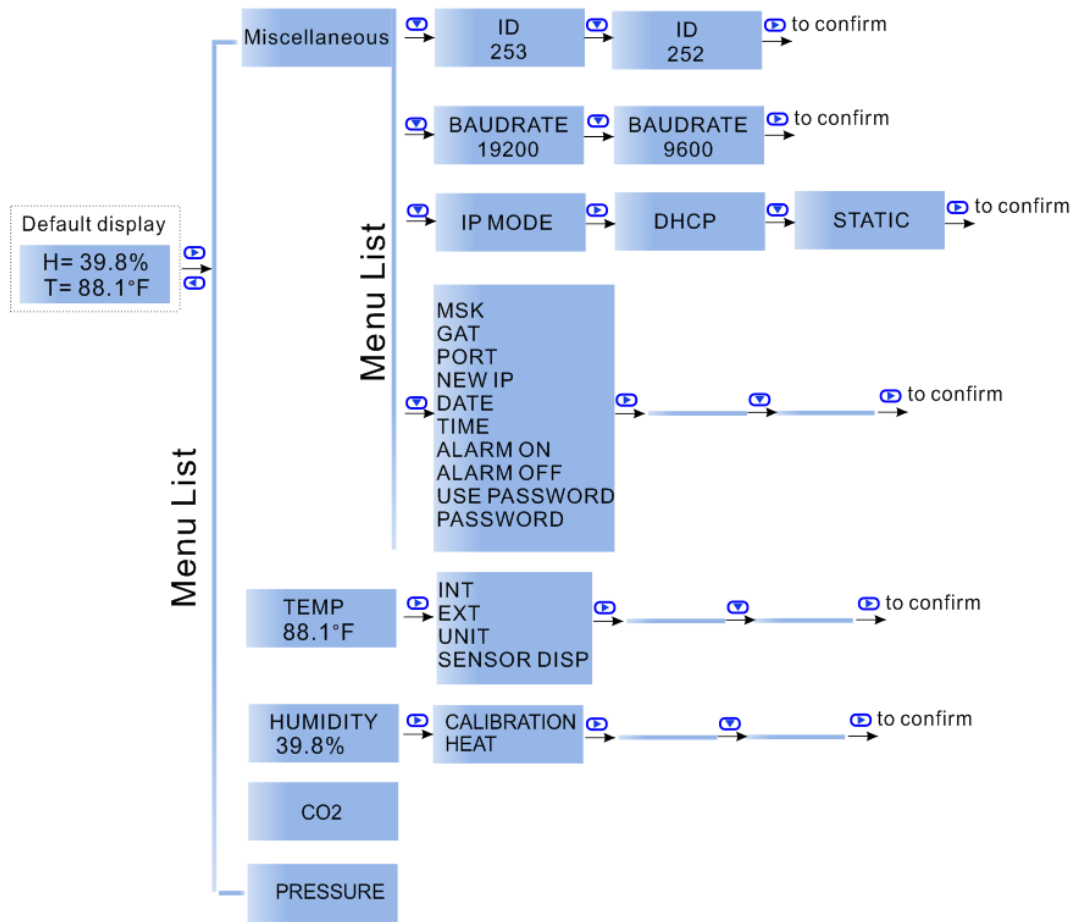 Miscellaneous
ID
253
ID
252
to confirm
BAUDRATE
19200
BAUDRATE
9600
to confirm
IP MODE
DHCP
STATIC
to confirm
Default display
H= 39.8%
T= 88.1°F
Menu List
Menu List
MSK
GAT
PORT
NEW IP
DATE
TIME
ALARM ON
ALARM OFF
USE PASSWORD
PASSWORD
to confirm
TEMP
88.1°F
INT
EXT
UNIT
SENSOR DISP
to confirm
HUMIDITY
39.8%
CALIBRATION
HEAT
to confirm
CO2
PRESSURE